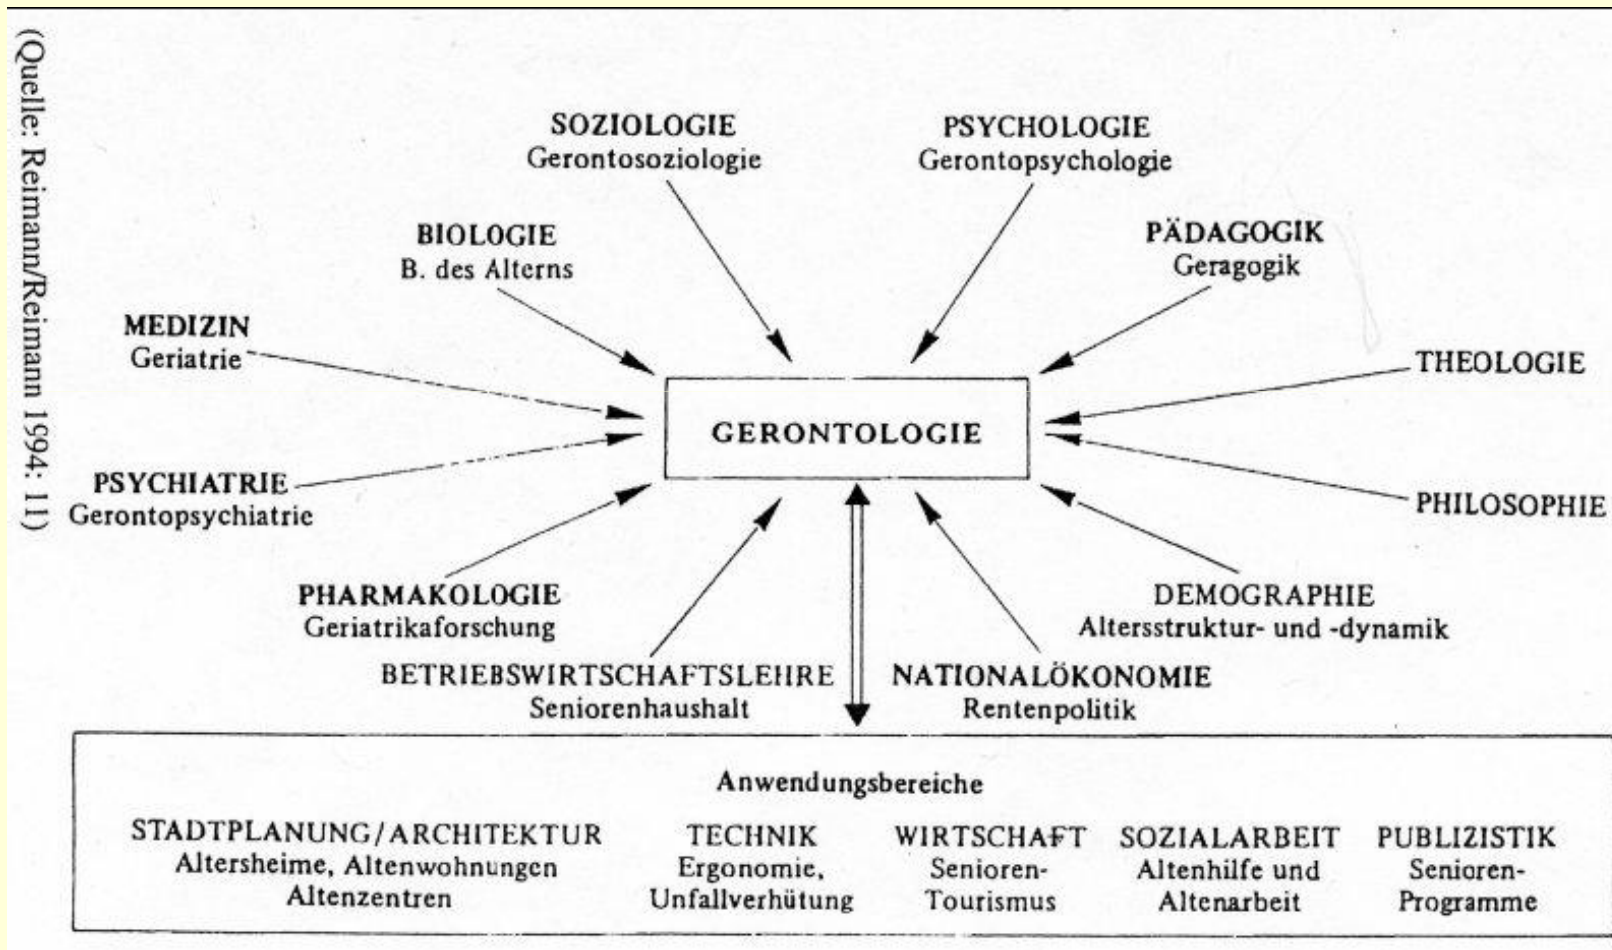 (Quelle: Reimann/Reimann 1994: 11)
SOZIOLOGIE
Gerontosoziologie
PSYCHOLOGIE
Gerontopsychologie
BIOLOGIE
B. des Alterns
PÄDAGOGIK
Geragogik
MEDIZIN
Geriatrie
THEOLOGIE
GERONTOLOGIE
PSYCHIATRIE
Gerontopsychiatrie
PHILOSOPHIE
PHARMAKOLOGIE
Geriatrikaforschung
DEMOGRAPHIE
Altersstruktur- und -dynamik
BETRIEBSWIRTSCHAFTSLEHRE
Seniorenhaushalt
NATIONALÖKONOMIE
Rentenpolitik
Anwendungsbereiche
STADTPLANUNG/ARCHITEKTUR
Altersheime, Altenwohnungen
Altenzentren
TECHNIK
Ergonomie,
Unfallverhütung
WIRTSCHAFT
Senioren-
Tourismus
SOZIALARBEIT
Altenhilfe und
Altenarbeit
PUBLIZISTIK
Senioren-
Programme